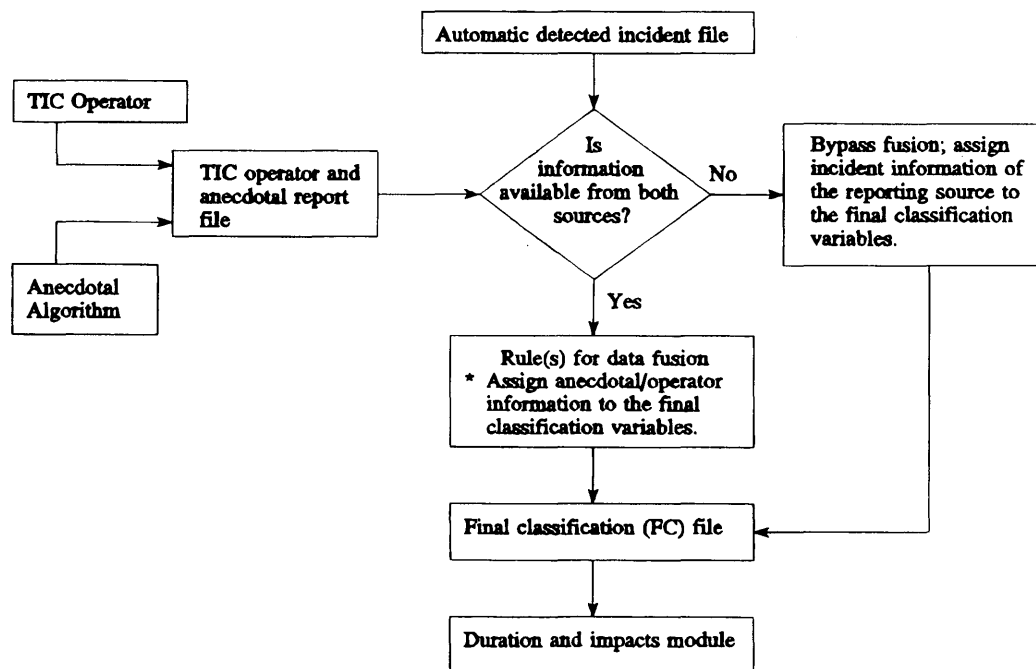 Automatic detected incident file
TIC Operator
TIC operator and
anecdotal report
file
Anecdotal
Algorithm
Is
information
available from both
sources?
No
Bypass fusion; assign
incident information of
the reporting source to
the final classification
variables.
Yes
Rule(s) for data fusion
* Assign anecdotal/operator
information to the final
classification variables.
Final classification (FC) file
Duration and impacts module